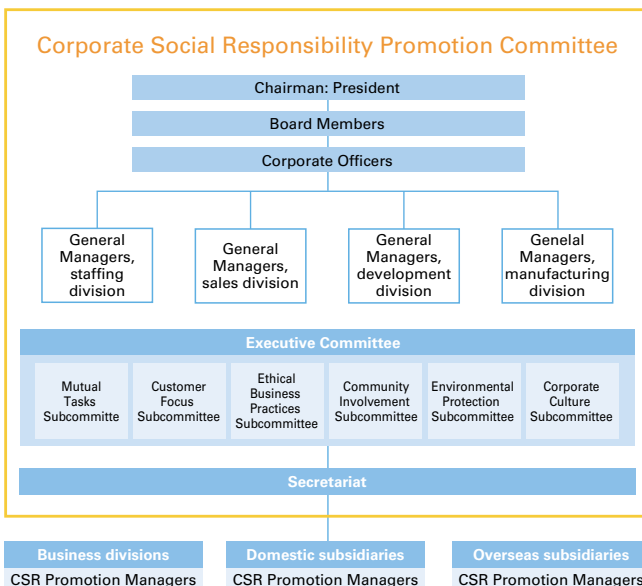 Corporate Social Responsibility Promotion Committee
Chairman: President
Board Members
Corporate Officers
General
Managers,
staffing
division
General
Managers,
sales division
General
Managers,
development
division
Genelal
Managers,
manufacturing
division
Executive Committee
Mutual
Tasks
Subcommitte
Customer
Focus
Subcommittee
Ethical
Business
Practices
Subcommittee
Community
Involvement
Subcommittee
Environmental
Protection
Subcommittee
Corporate
Culture
Subcommittee
Secretariat
Business divisions
CSR Promotion Managers
Domestic subsidiaries
CSR Promotion Managers
Overseas subsidiaries
CSR Promotion Managers